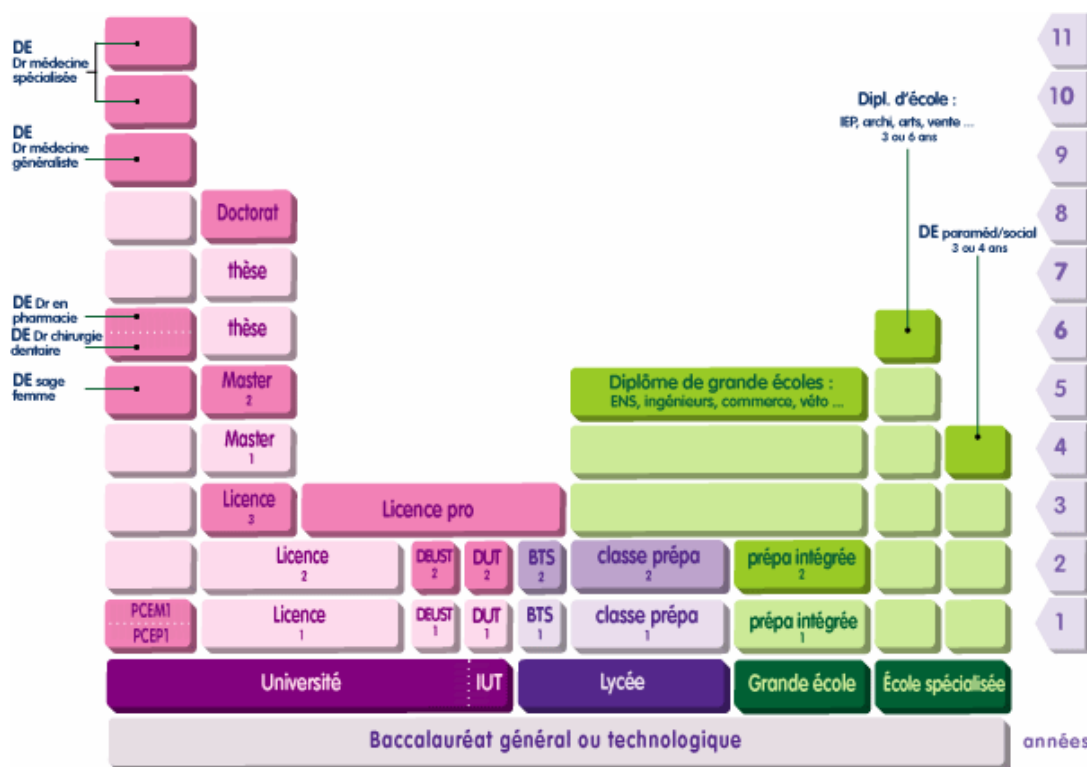 DE
Dr médecine
spécialisée
11
10
Dipl. d'école :
IEP, archi, arts, vente ...
3 ou 6 ans
DE
Dr médecine
généraliste
9
Doctorat
8
DE paraméd/social
3 ou 4 ans
thèse
7
DE Dr en
pharmacie
DE Dr chirurgie
dentaire
thèse
6
DE sage
femme
Master
2
Diplôme de grande écoles :
ENS, ingénieurs, commerce, véto ...
5
Master
1
4
Licence
3
Licence pro
3
Licence
2
DEUST
2
DUT
2
BTS
2
classe prépa
2
prépa intégrée
2
2
PCEM1
PCEP1
Licence
1
DEUST
1
DUT
1
BTS
1
classe prépa
1
prépa intégrée
1
1
Université
IUT
Lycée
Grande école
École spécialisée
Baccalauréat général ou technologique
années